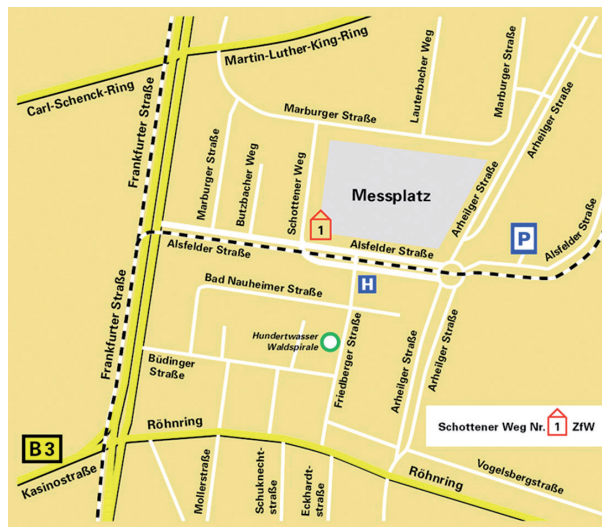 Martin-Luther-King-Ring
Carl-Schenck-Ring
Frankfurter Straße
Marburger Straße
Lauterbacher Weg
Marburger Straße
Arheilger Straße
Marburger Straße
Butzbacher Weg
Schottener Weg
Messplatz
Arheilger Straße
1
P
Alsfelder Straße
Alsfelder Straße
Alsfelder Straße
H
Bad Nauheimer Straße
Frankfurter Straße
Hundertwasser
Waldspirale
Friedberger Straße
Arheilger Straße
Büdinger
Straße
Röhnring
Schottener Weg Nr. 1 ZfW
B3
Kasinostraße
Mollerstraße
Schuknecht-
straße
Eckhardt-
straße
Röhnring
Vogelsbergstraße